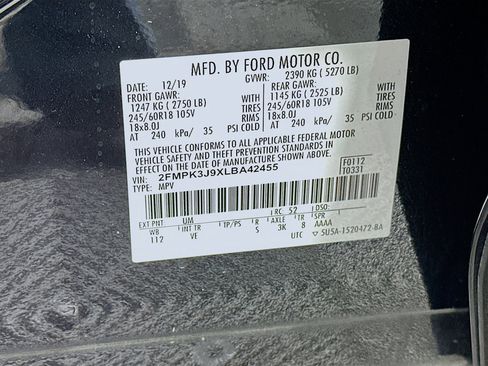 MFD. BY FORD MOTOR CO.
DATE: 12/19 GVWR: 2390 KG ( 5270 LB)
FRONT GAWR: REAR GAWR:
1247 KG ( 2750 LB) WITH 1145 KG ( 2525 LB) WITH
245/60R18 105V TIRES 245/60R18 105V TIRES
18x8.0J RIMS 18x8.0J RIMS
AT 240 kPa/ 35 PSI COLD AT 240 kPa/ 35 PSI COLD
THIS VEHICLE CONFORMS TO ALL APPLICABLE FEDERAL MOTOR
VEHICLE SAFETY AND BUMPER STANDARDS IN EFFECT ON THE DATE OF
MANUFACTURE SHOWN ABOVE.
VIN: 2FMPK3J9XLBA42455 F0112
TYPE: MPV T0331
EXT PNT: UM RC: 52 DSO:
WB INT TR TP/PS R AXLE TR SPR
112 VE S 3K 8 AAAA
UTC 5U5A-1520472-BA